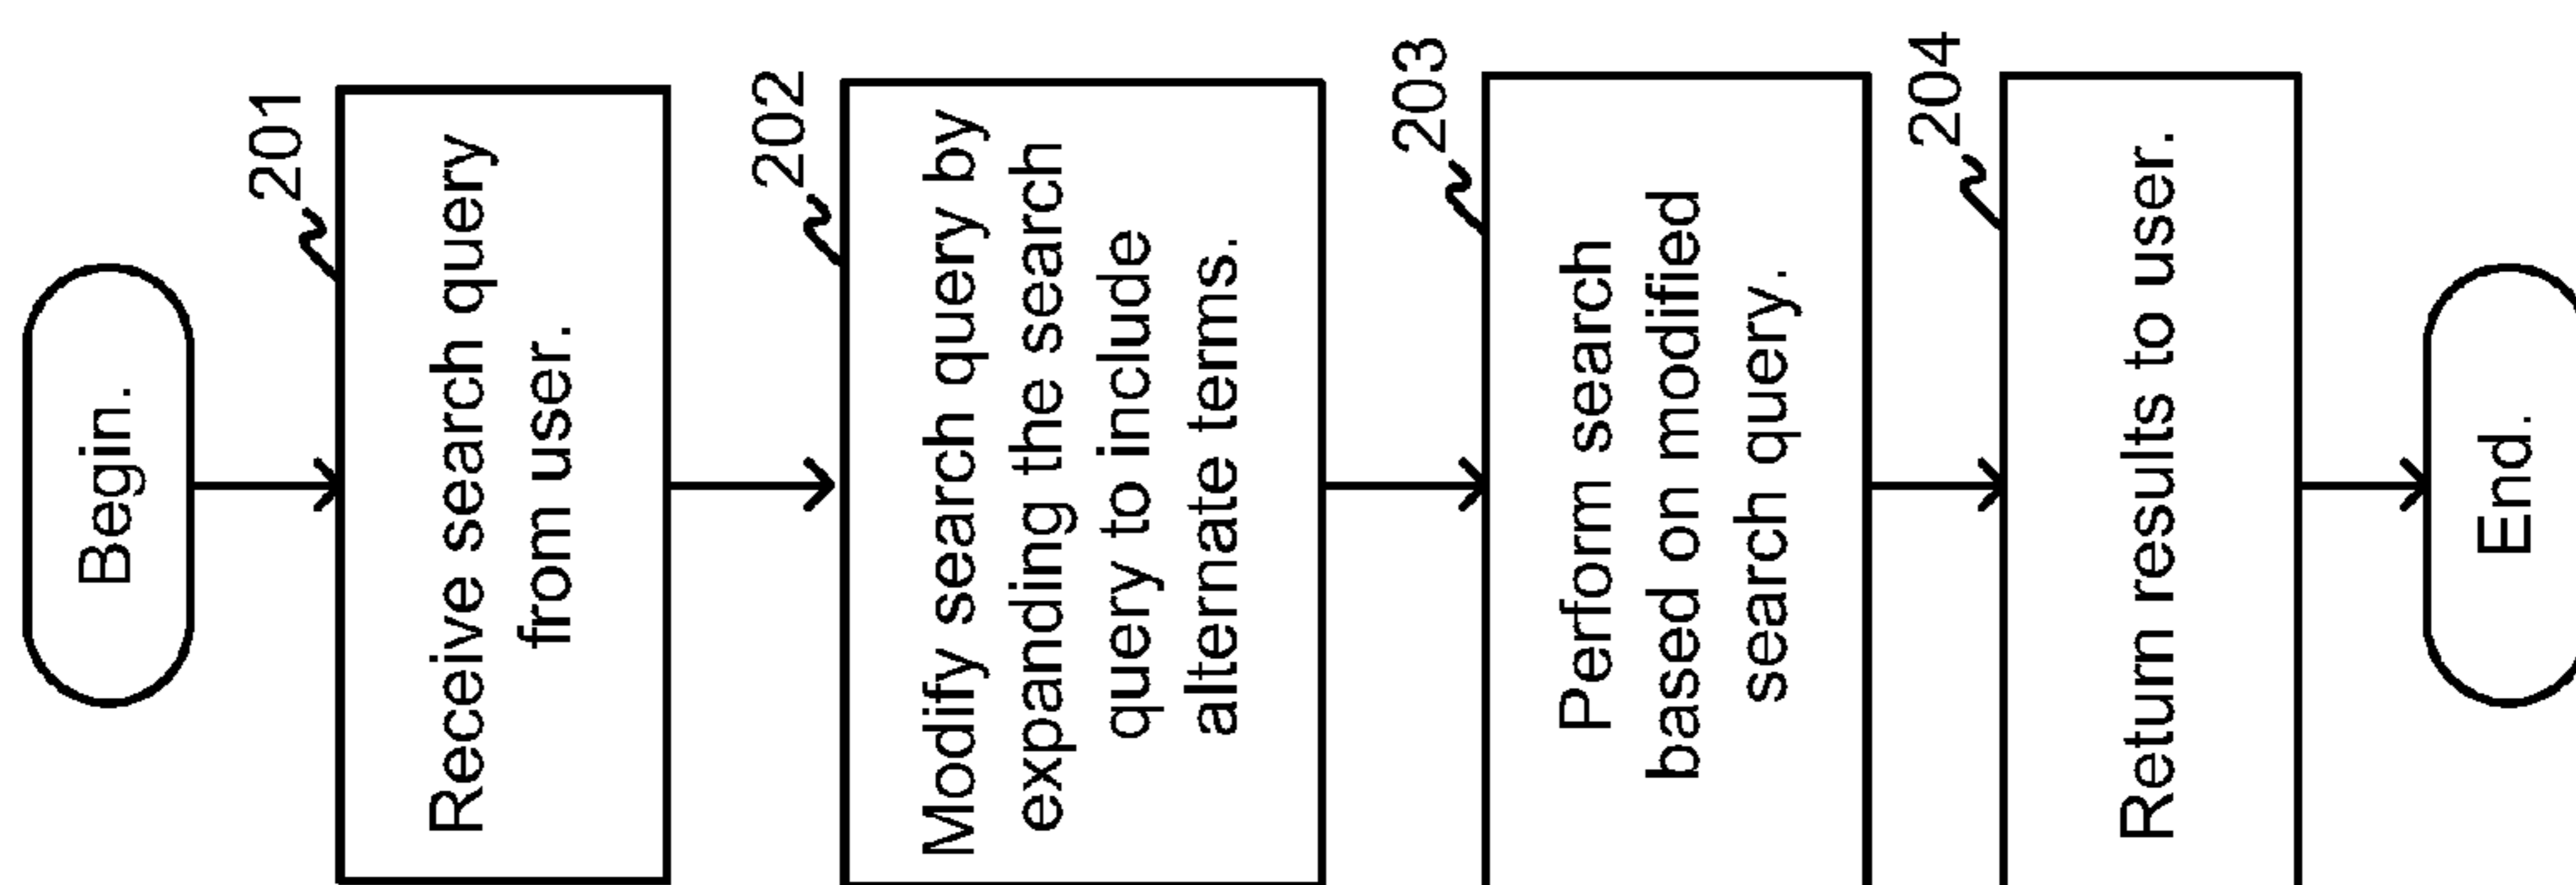 Begin.
201
Receive search query
from user.
202
Modify search query by
expanding the search
query to include
alternate terms.
203
Perform search
based on modified
search query.
204
Return results to user.
End.